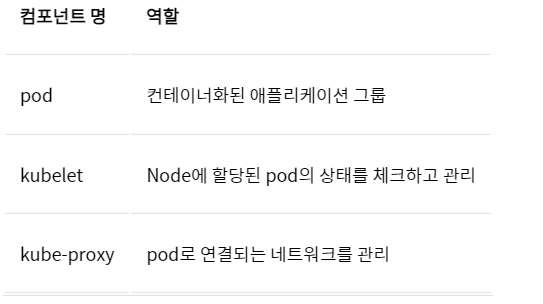 컴포넌트 명 역할
pod 컨테이너화된 애플리케이션 그룹
kubelet Node에 할당된 pod의 상태를 체크하고 관리
kube-proxy pod로 연결되는 네트워크를 관리